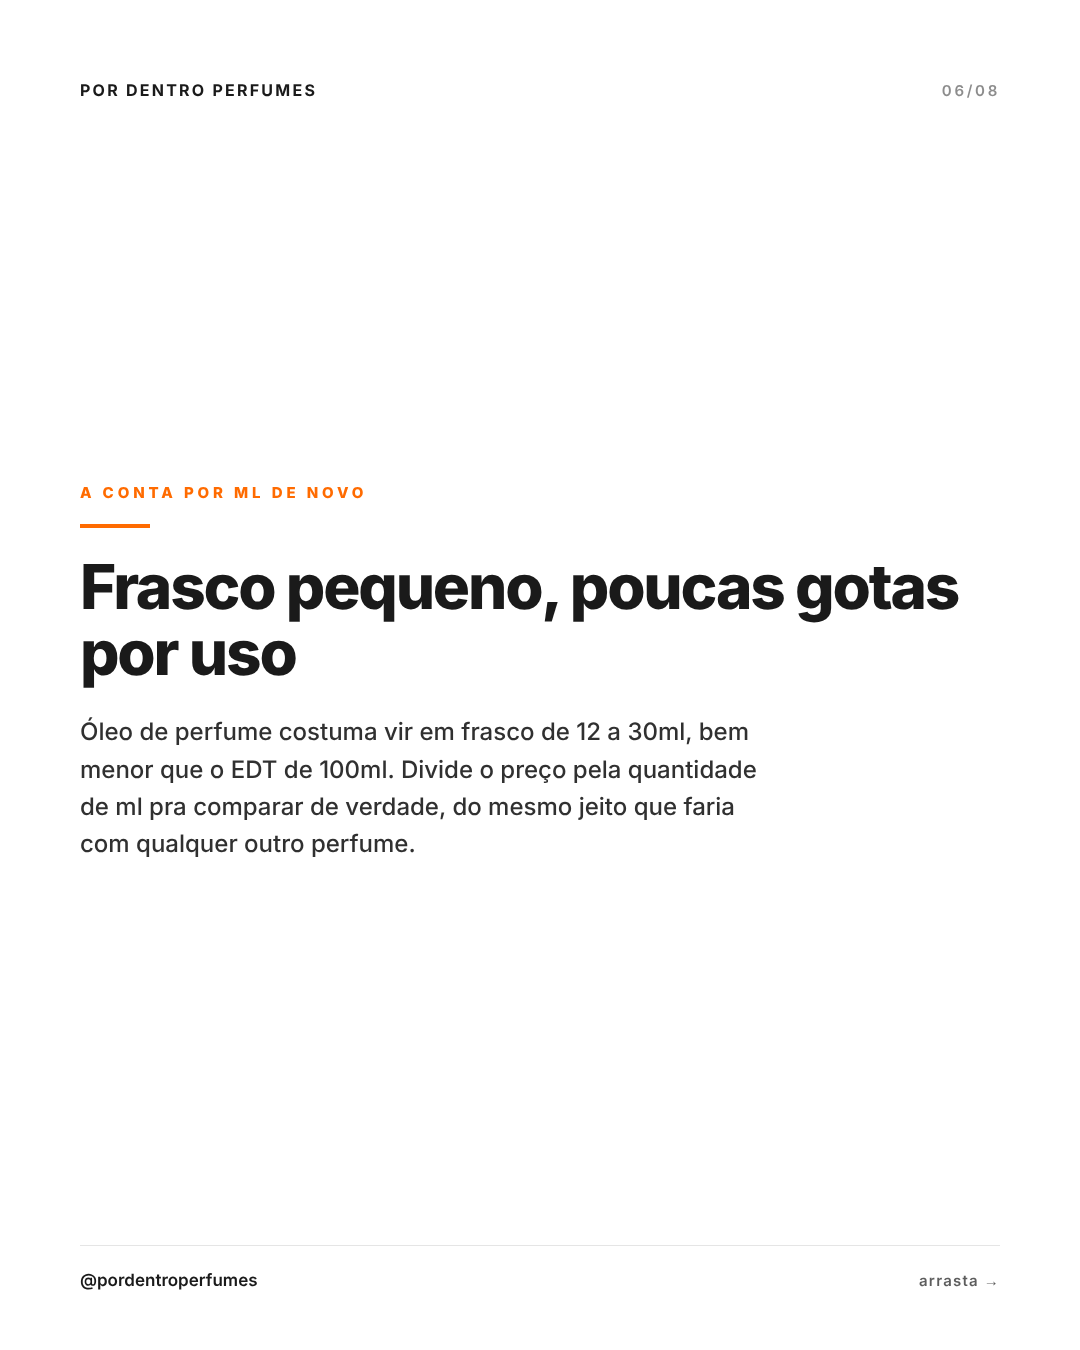 POR DENTRO PERFUMES
06/08
A CONTA POR ML DE NOVO
Frasco pequeno, poucas gotas
por uso
Óleo de perfume costuma vir em frasco de 12 a 30ml, bem
menor que o EDT de 100ml. Divide o preço pela quantidade
de ml pra comparar de verdade, do mesmo jeito que faria
com qualquer outro perfume.
@pordentroperfumes
arrasta →